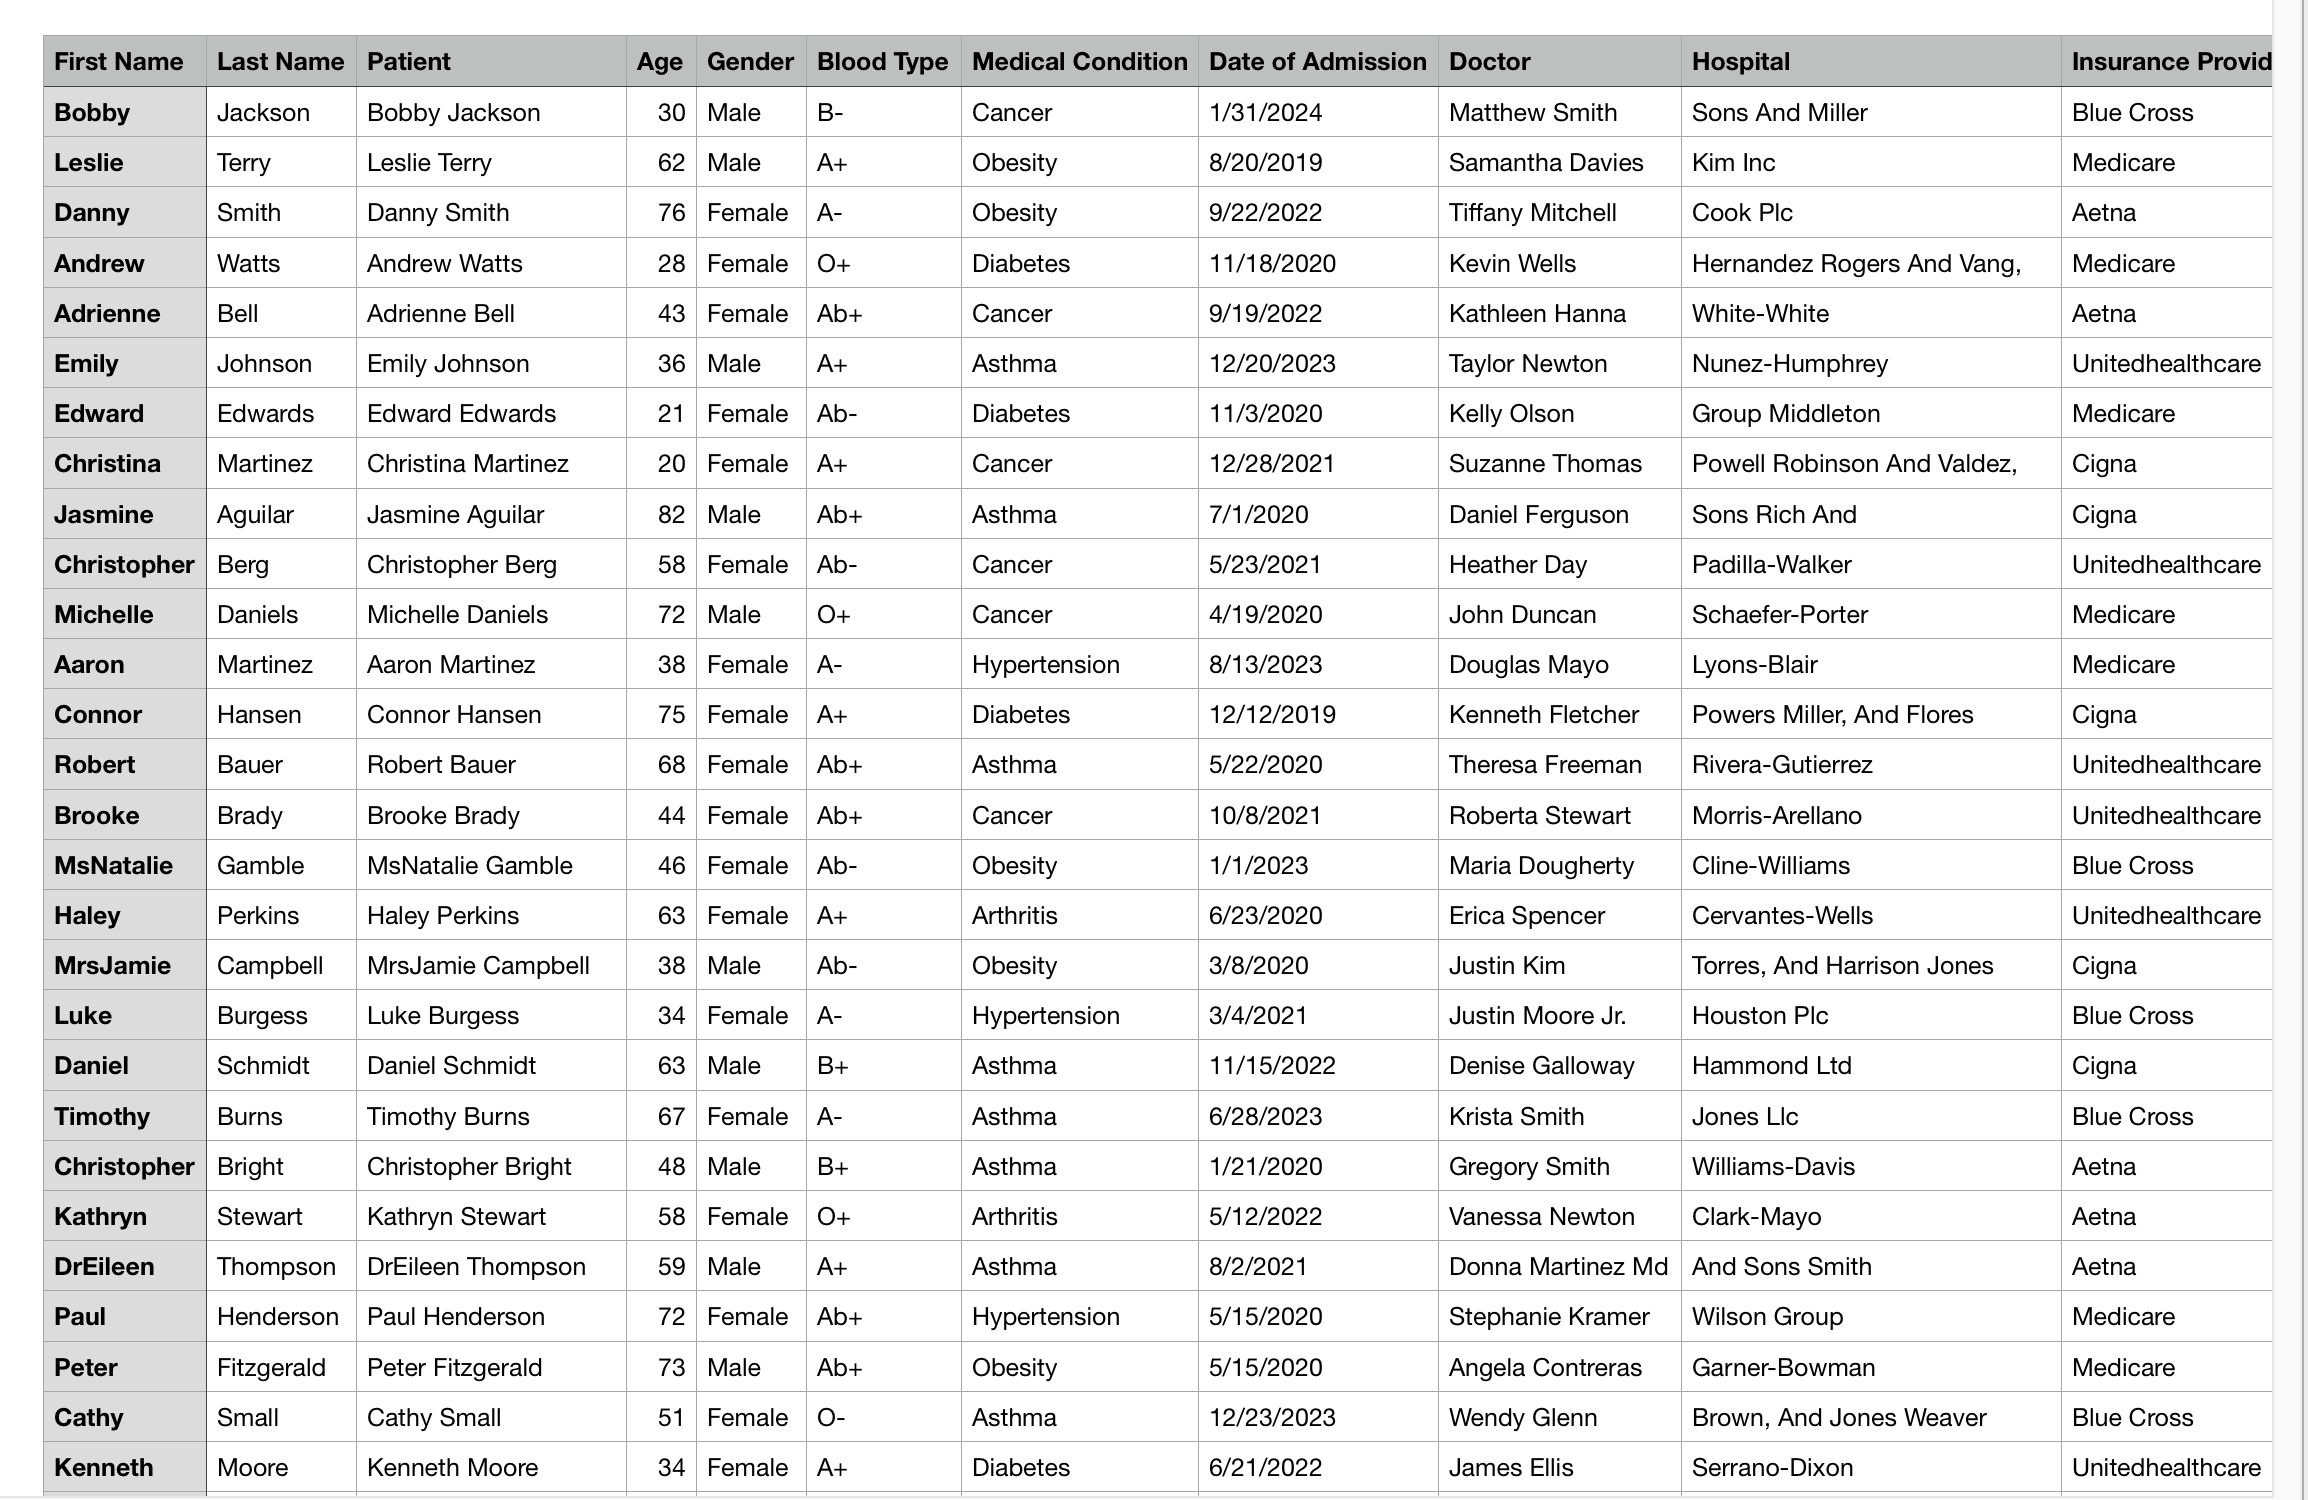 First Name Last Name Patient Age Gender Blood Type Medical Condition Date of Admission Doctor Hospital Insurance Provid
Bobby Jackson Bobby Jackson 30 Male B- Cancer 1/31/2024 Matthew Smith Sons And Miller Blue Cross
Leslie Terry Leslie Terry 62 Male A+ Obesity 8/20/2019 Samantha Davies Kim Inc Medicare
Danny Smith Danny Smith 76 Female A- Obesity 9/22/2022 Tiffany Mitchell Cook Plc Aetna
Andrew Watts Andrew Watts 28 Female O+ Diabetes 11/18/2020 Kevin Wells Hernandez Rogers And Vang, Medicare
Adrienne Bell Adrienne Bell 43 Female Ab+ Cancer 9/19/2022 Kathleen Hanna White-White Aetna
Emily Johnson Emily Johnson 36 Male A+ Asthma 12/20/2023 Taylor Newton Nunez-Humphrey Unitedhealthcare
Edward Edwards Edward Edwards 21 Female Ab- Diabetes 11/3/2020 Kelly Olson Group Middleton Medicare
Christina Martinez Christina Martinez 20 Female A+ Cancer 12/28/2021 Suzanne Thomas Powell Robinson And Valdez, Cigna
Jasmine Aguilar Jasmine Aguilar 82 Male Ab+ Asthma 7/1/2020 Daniel Ferguson Sons Rich And Cigna
Christopher Berg Christopher Berg 58 Female Ab- Cancer 5/23/2021 Heather Day Padilla-Walker Unitedhealthcare
Michelle Daniels Michelle Daniels 72 Male O+ Cancer 4/19/2020 John Duncan Schaefer-Porter Medicare
Aaron Martinez Aaron Martinez 38 Female A- Hypertension 8/13/2023 Douglas Mayo Lyons-Blair Medicare
Connor Hansen Connor Hansen 75 Female A+ Diabetes 12/12/2019 Kenneth Fletcher Powers Miller, And Flores Cigna
Robert Bauer Robert Bauer 68 Female Ab+ Asthma 5/22/2020 Theresa Freeman Rivera-Gutierrez Unitedhealthcare
Brooke Brady Brooke Brady 44 Female Ab+ Cancer 10/8/2021 Roberta Stewart Morris-Arellano Unitedhealthcare
MsNatalie Gamble MsNatalie Gamble 46 Female Ab- Obesity 1/1/2023 Maria Dougherty Cline-Williams Blue Cross
Haley Perkins Haley Perkins 63 Female A+ Arthritis 6/23/2020 Erica Spencer Cervantes-Wells Unitedhealthcare
MrsJamie Campbell MrsJamie Campbell 38 Male Ab- Obesity 3/8/2020 Justin Kim Torres, And Harrison Jones Cigna
Luke Burgess Luke Burgess 34 Female A- Hypertension 3/4/2021 Justin Moore Jr. Houston Plc Blue Cross
Daniel Schmidt Daniel Schmidt 63 Male B+ Asthma 11/15/2022 Denise Galloway Hammond Ltd Cigna
Timothy Burns Timothy Burns 67 Female A- Asthma 6/28/2023 Krista Smith Jones Llc Blue Cross
Christopher Bright Christopher Bright 48 Male B+ Asthma 1/21/2020 Gregory Smith Williams-Davis Aetna
Kathryn Stewart Kathryn Stewart 58 Female O+ Arthritis 5/12/2022 Vanessa Newton Clark-Mayo Aetna
DrEileen Thompson DrEileen Thompson 59 Male A+ Asthma 8/2/2021 Donna Martinez Md And Sons Smith Aetna
Paul Henderson Paul Henderson 72 Female Ab+ Hypertension 5/15/2020 Stephanie Kramer Wilson Group Medicare
Peter Fitzgerald Peter Fitzgerald 73 Male Ab+ Obesity 5/15/2020 Angela Contreras Garner-Bowman Medicare
Cathy Small Cathy Small 51 Female O- Asthma 12/23/2023 Wendy Glenn Brown, And Jones Weaver Blue Cross
Kenneth Moore Kenneth Moore 34 Female A+ Diabetes 6/21/2022 James Ellis Serrano-Dixon Unitedhealthcare